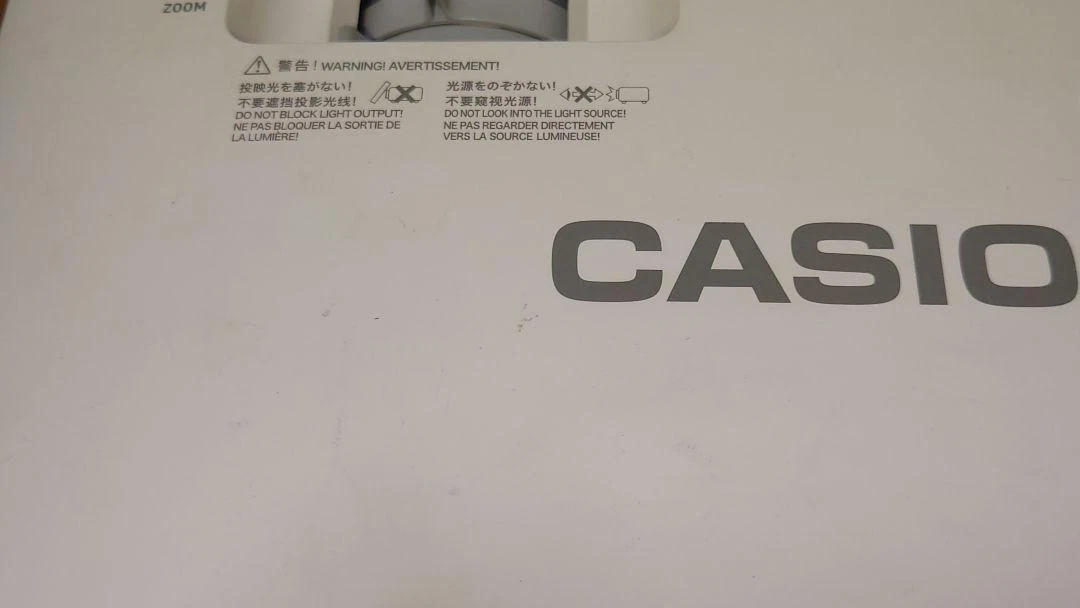 ZOOM
警告! WARNING! AVERTISSEMENT!
投映光を塞がない!
不要遮挡投影光线!
DO NOT BLOCK LIGHT OUTPUT!
NE PAS BLOQUER LA SORTIE DE
LA LUMIÈRE!
光源をのぞかない!
不要窥视光源!
DO NOT LOOK INTO THE LIGHT SOURCE!
NE PAS REGARDER DIRECTEMENT
VERS LA SOURCE LUMINEUSE!
CASIO